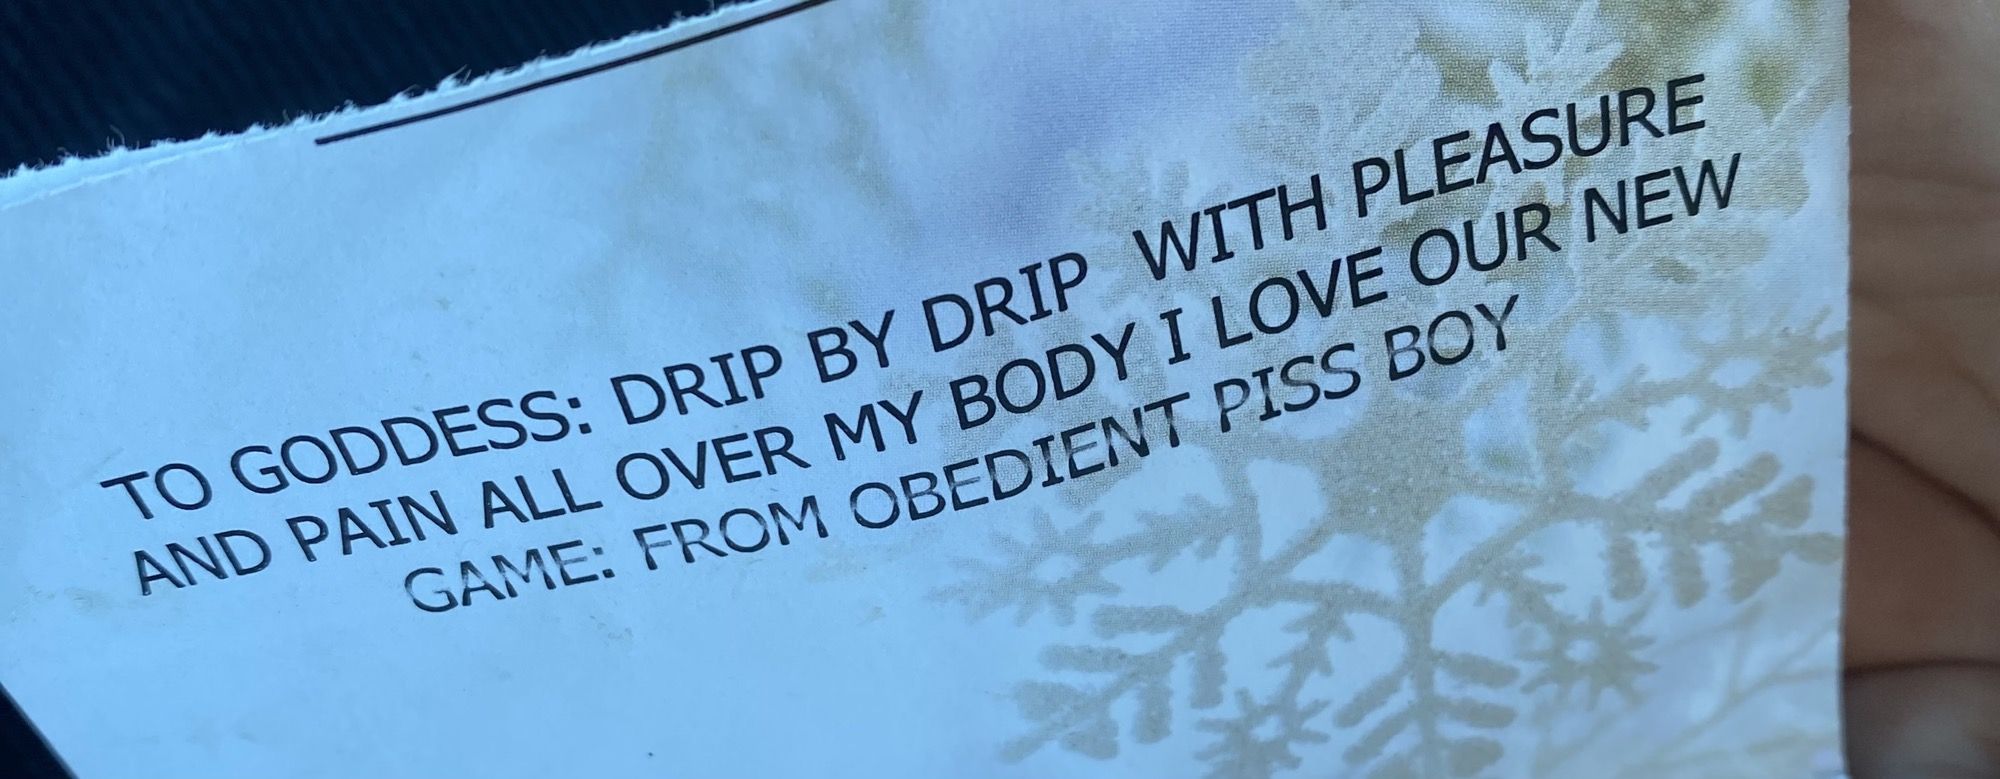 TO GODDESS: DRIP BY DRIP  WITH PLEASURE
AND PAIN ALL OVER MY BODY I LOVE OUR NEW
GAME: FROM OBEDIENT PISS BOY